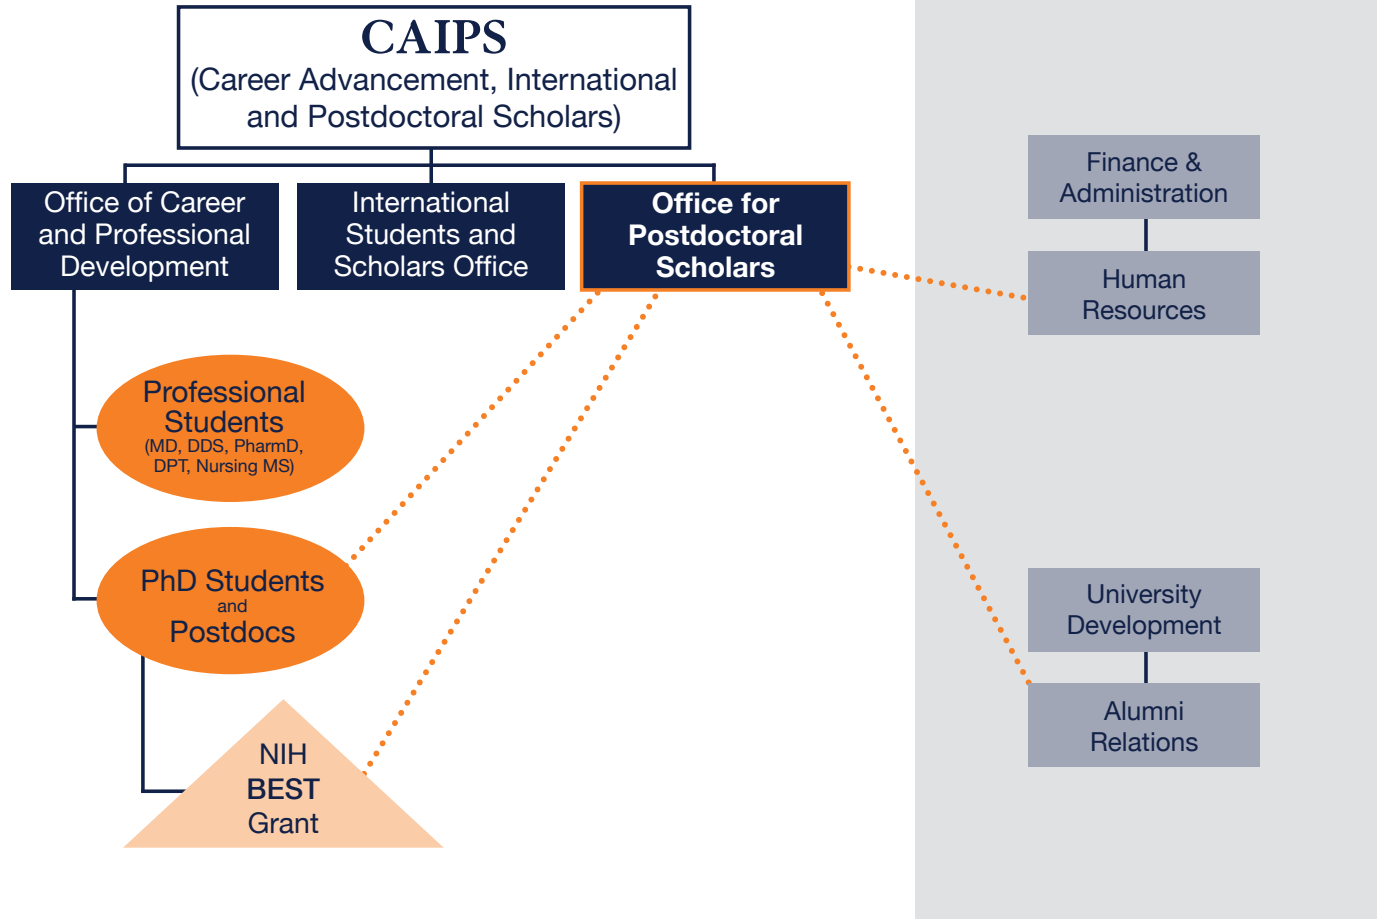 CAIPS
(Career Advancement, International
and Postdoctoral Scholars)
Office of Career
and Professional
Development
International
Students and
Scholars Office
Office for
Postdoctoral
Scholars
Finance &
Administration
Human
Resources
Professional
Students
(MD, DDS, PharmD,
DPT, Nursing MS)
PhD Students
and
Postdocs
University
Development
Alumni
Relations
NIH
BEST
Grant